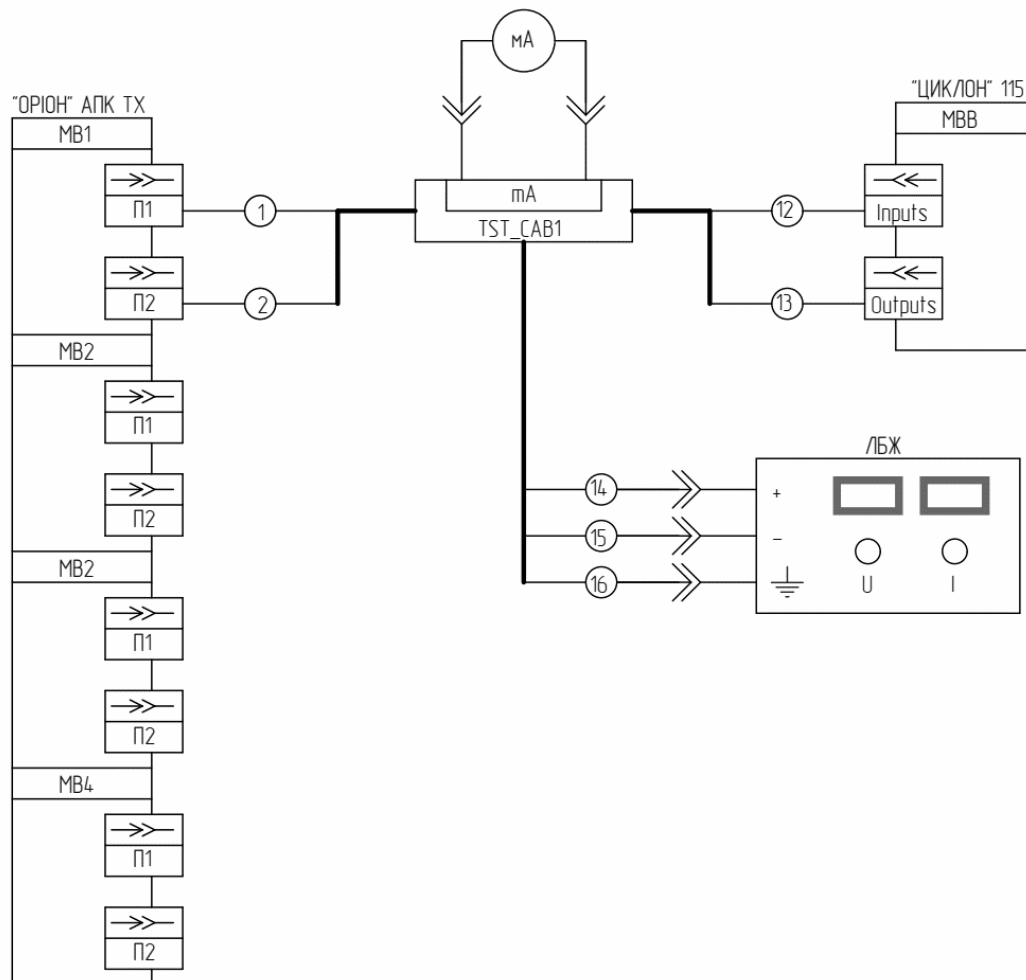 мА
"ОРІОН" АПК ТХ
МВ1
П1
1
П2
2
МВ2
П1
П2
МВ2
П1
П2
МВ4
П1
П2
mA
TST_CAB1
"ЦИКЛОН" 115
МВВ
12
Inputs
13
Outputs
ЛБЖ
14
+
15
-
16
U
I